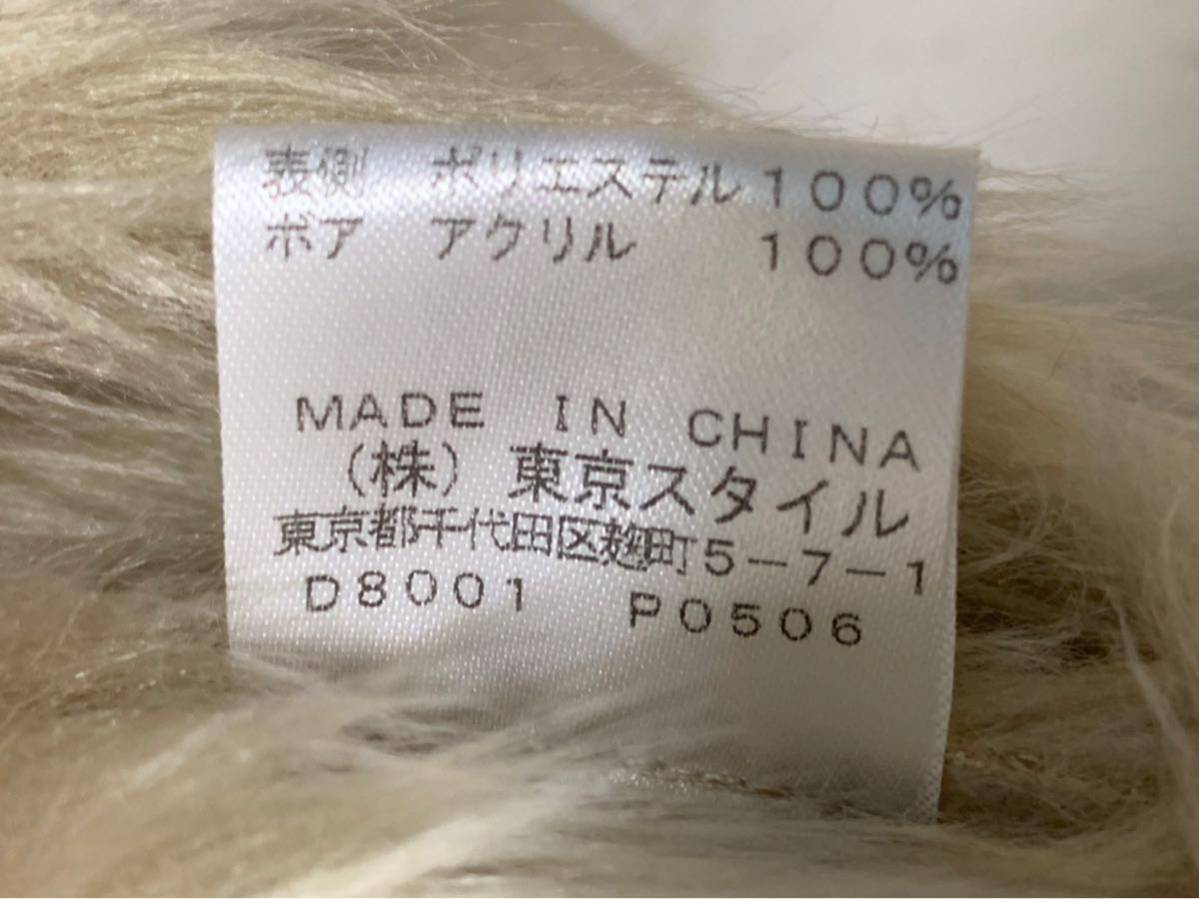 表側 ポリエステル100%
ボア アクリル 100%
MADE IN CHINA
(株) 東京スタイル
東京都千代田区麹町5-7-1
D8001 P0506